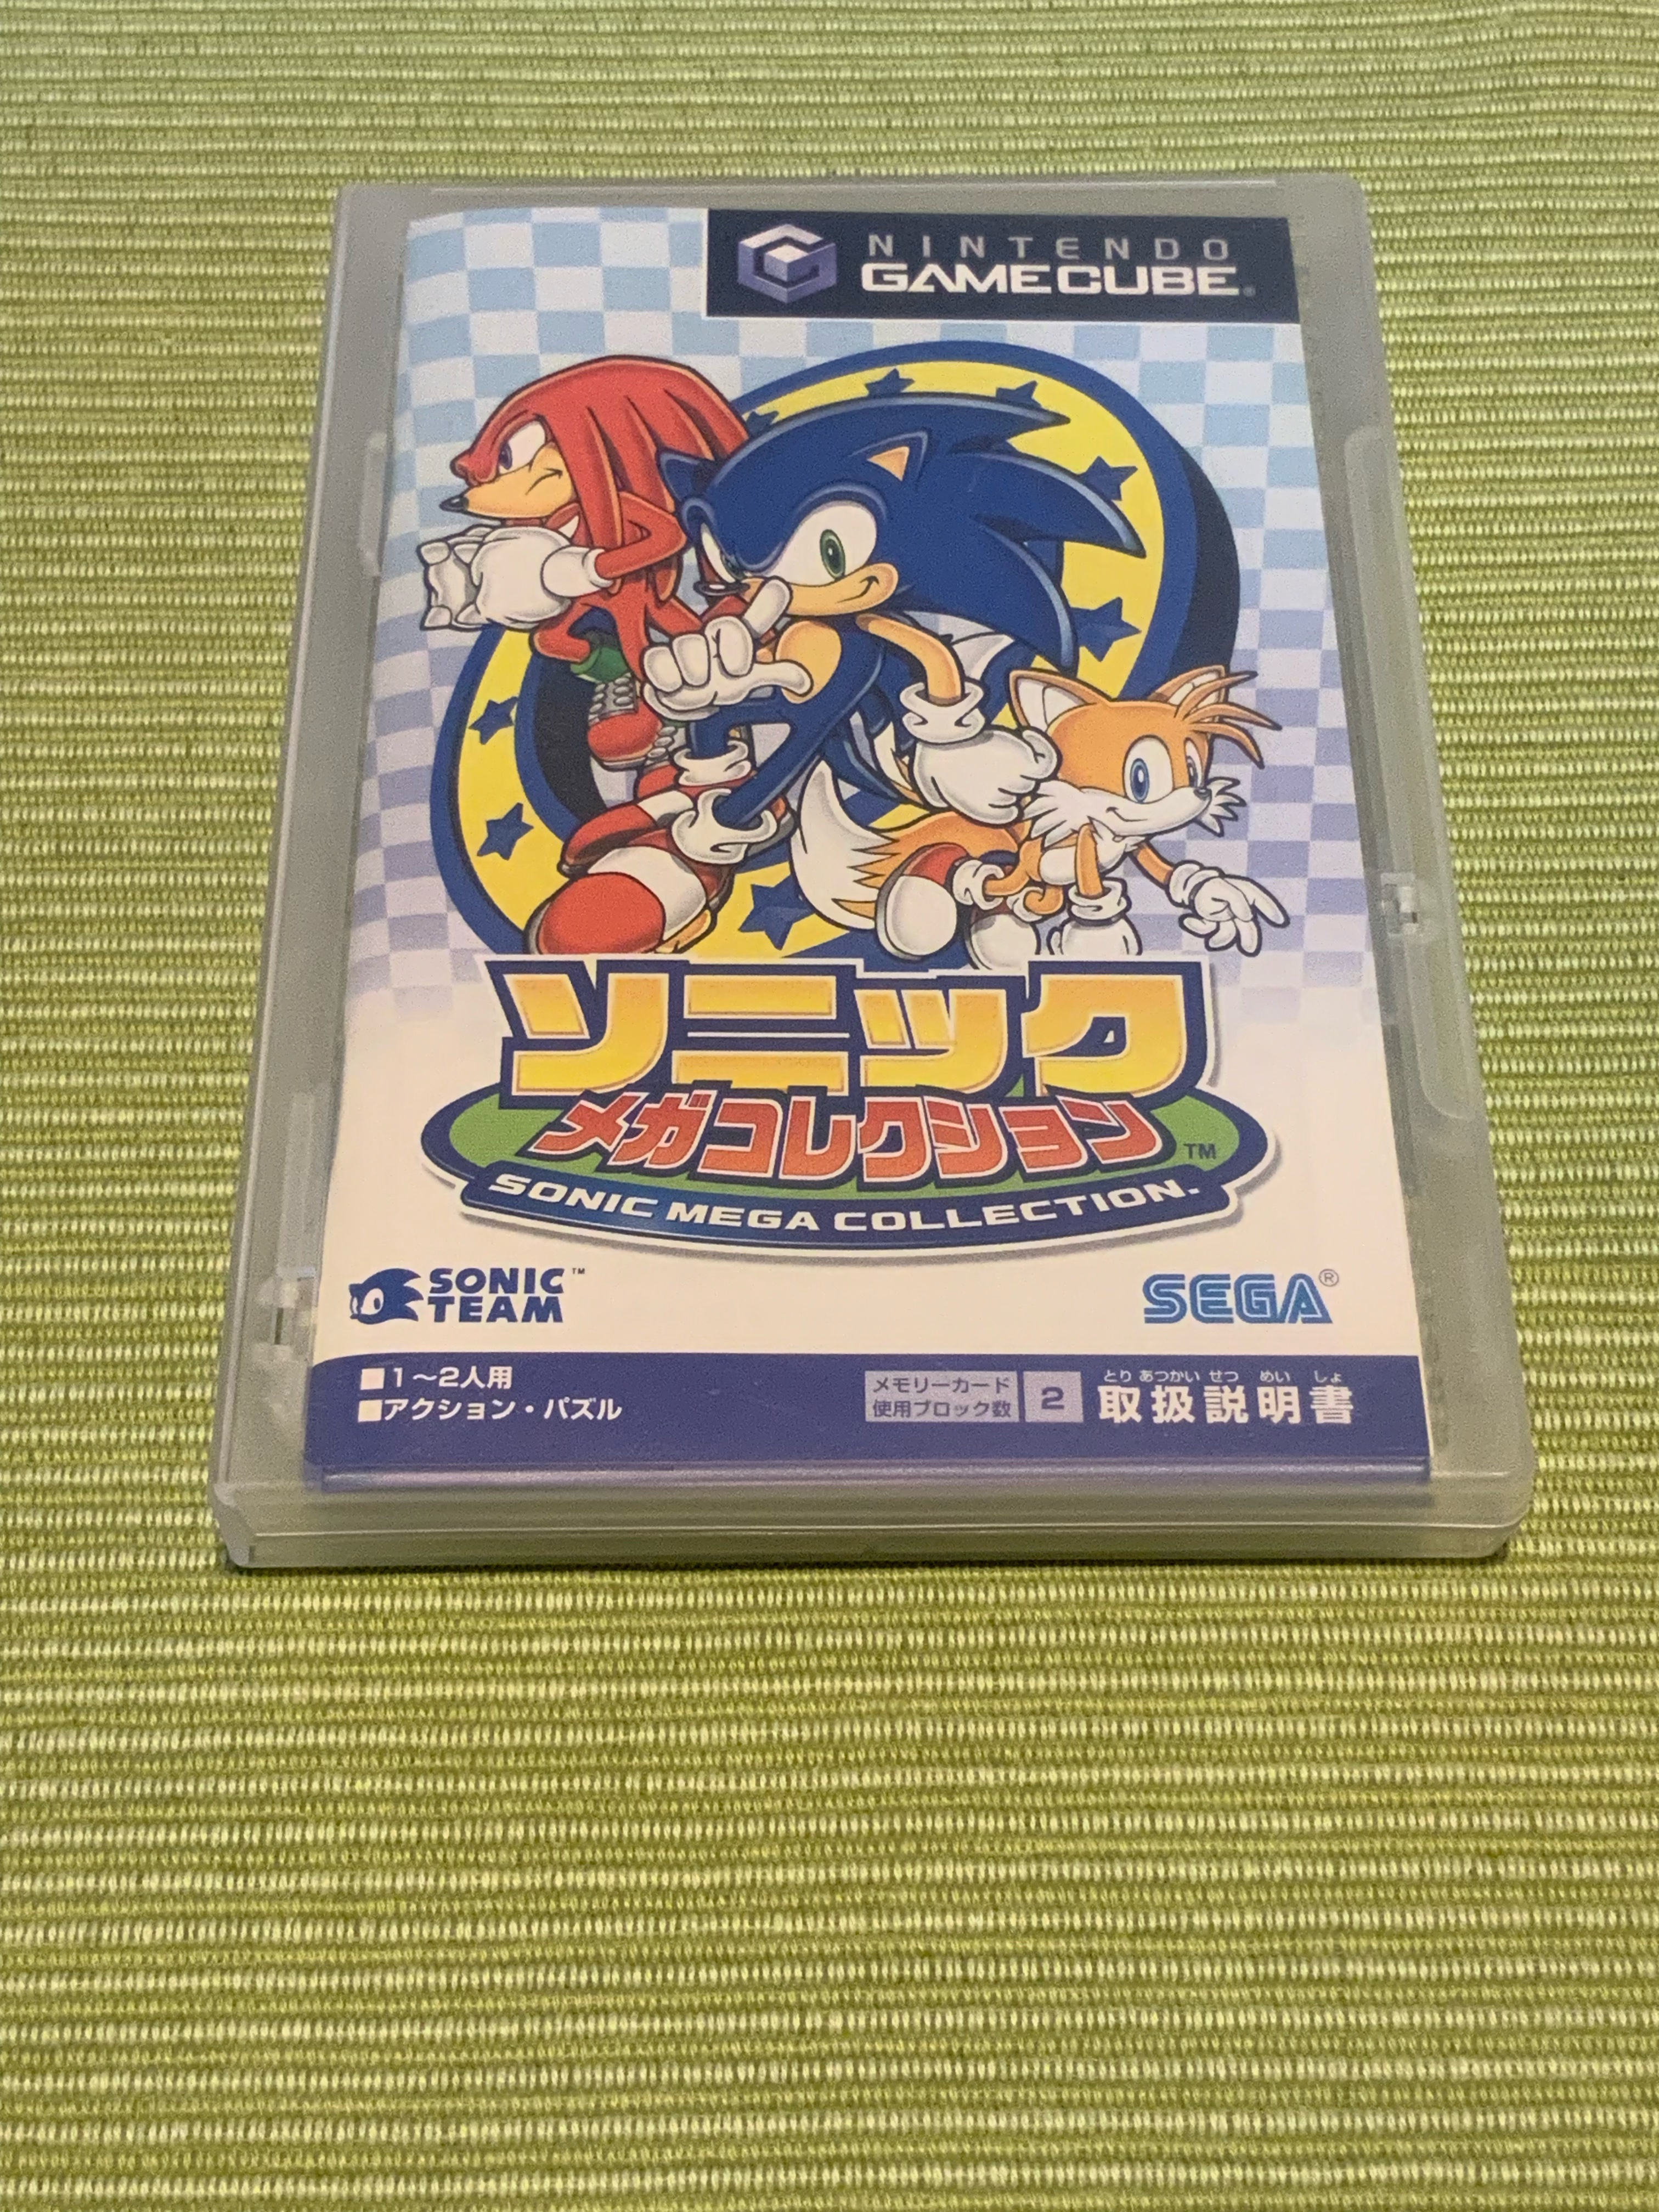 NINTENDO
GAMECUBE®
ソニック
メガコレクション
TM
SONIC MEGA COLLECTION.
SONIC TEAM™
SEGA®
■1～2人用
■アクション・パズル
メモリーカード
使用ブロック数
2
とり あつかい せつ めい しょ
取扱説明書